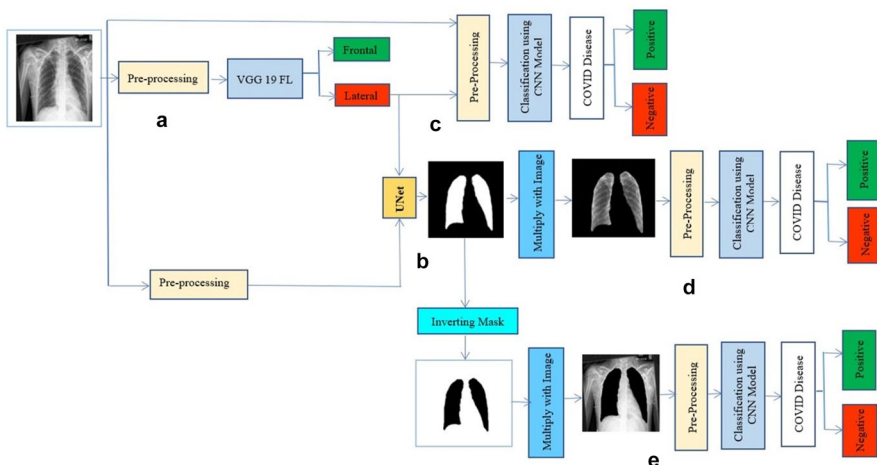 Pre-processing
VGG 19 FL
Frontal
Lateral
a
c
Pre-Processing
Classification using
CNN Model
COVID Disease
Positive
Negative
UNet
b
Multiply with Image
Pre-Processing
Classification using
CNN Model
COVID Disease
Positive
Negative
d
Pre-processing
Inverting Mask
Multiply with Image
Pre-Processing
Classification using
CNN Model
COVID Disease
Positive
Negative
e